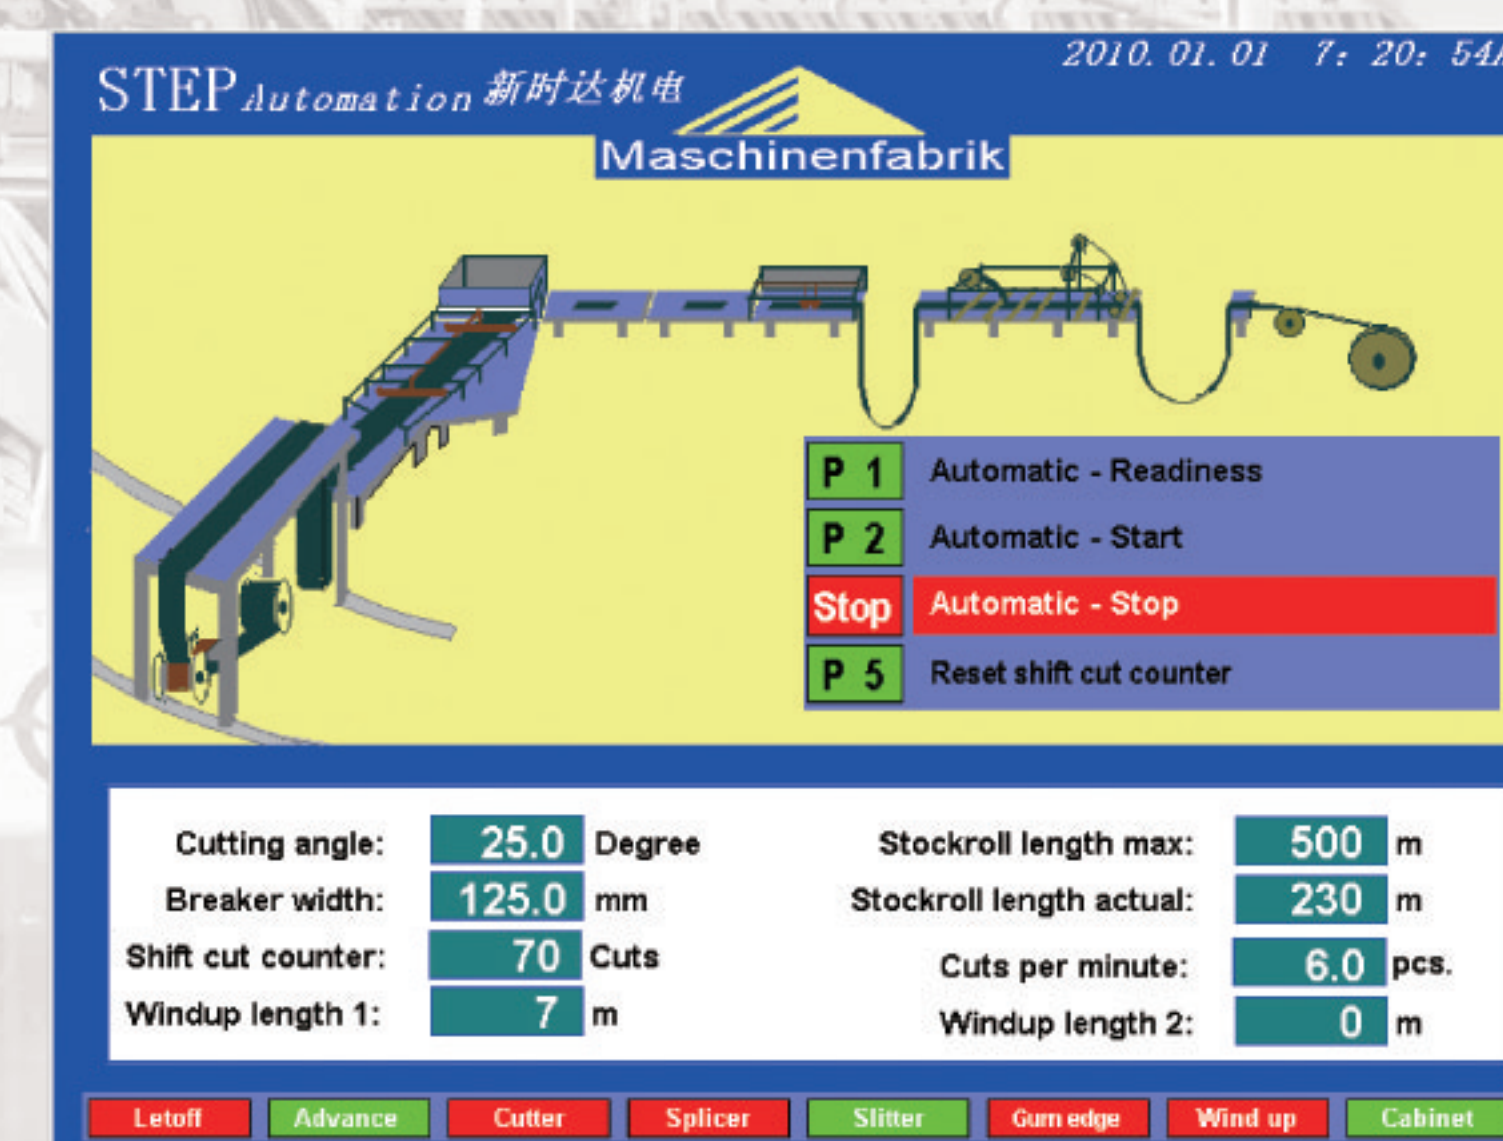 2010. 01. 01 7: 20: 54A
STEP Automation 新时达机电
Maschinenfabrik
P 1 Automatic - Readiness
P 2 Automatic - Start
Stop Automatic - Stop
P 5 Reset shift cut counter
Cutting angle: 25.0 Degree Stockroll length max: 500 m
Breaker width: 125.0 mm Stockroll length actual: 230 m
Shift cut counter: 70 Cuts Cuts per minute: 6.0 pcs.
Windup length 1: 7 m Windup length 2: 0 m
Letoff Advance Cutter Splicer Slitter Gum edge Wind up Cabinet